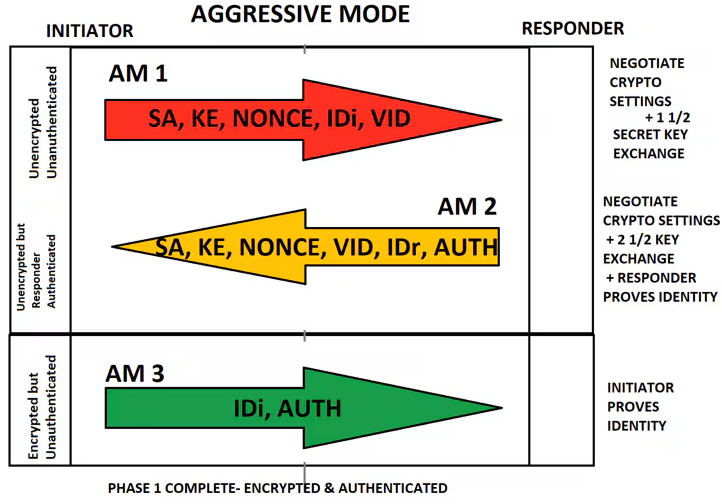 AGGRESSIVE MODE
INITIATOR
RESPONDER
Unencrypted
Unauthenticated
AM 1
SA, KE, NONCE, IDi, VID
NEGOTIATE
CRYPTO
SETTINGS
+ 1 1/2
SECRET KEY
EXCHANGE
Unencrypted but
Responder
Authenticated
AM 2
SA, KE, NONCE, VID, IDr, AUTH
NEGOTIATE
CRYPTO SETTINGS
+ 2 1/2 KEY
EXCHANGE
+ RESPONDER
PROVES IDENTITY
Encrypted but
Unauthenticated
AM 3
IDi, AUTH
INITIATOR
PROVES
IDENTITY
PHASE 1 COMPLETE- ENCRYPTED & AUTHENTICATED